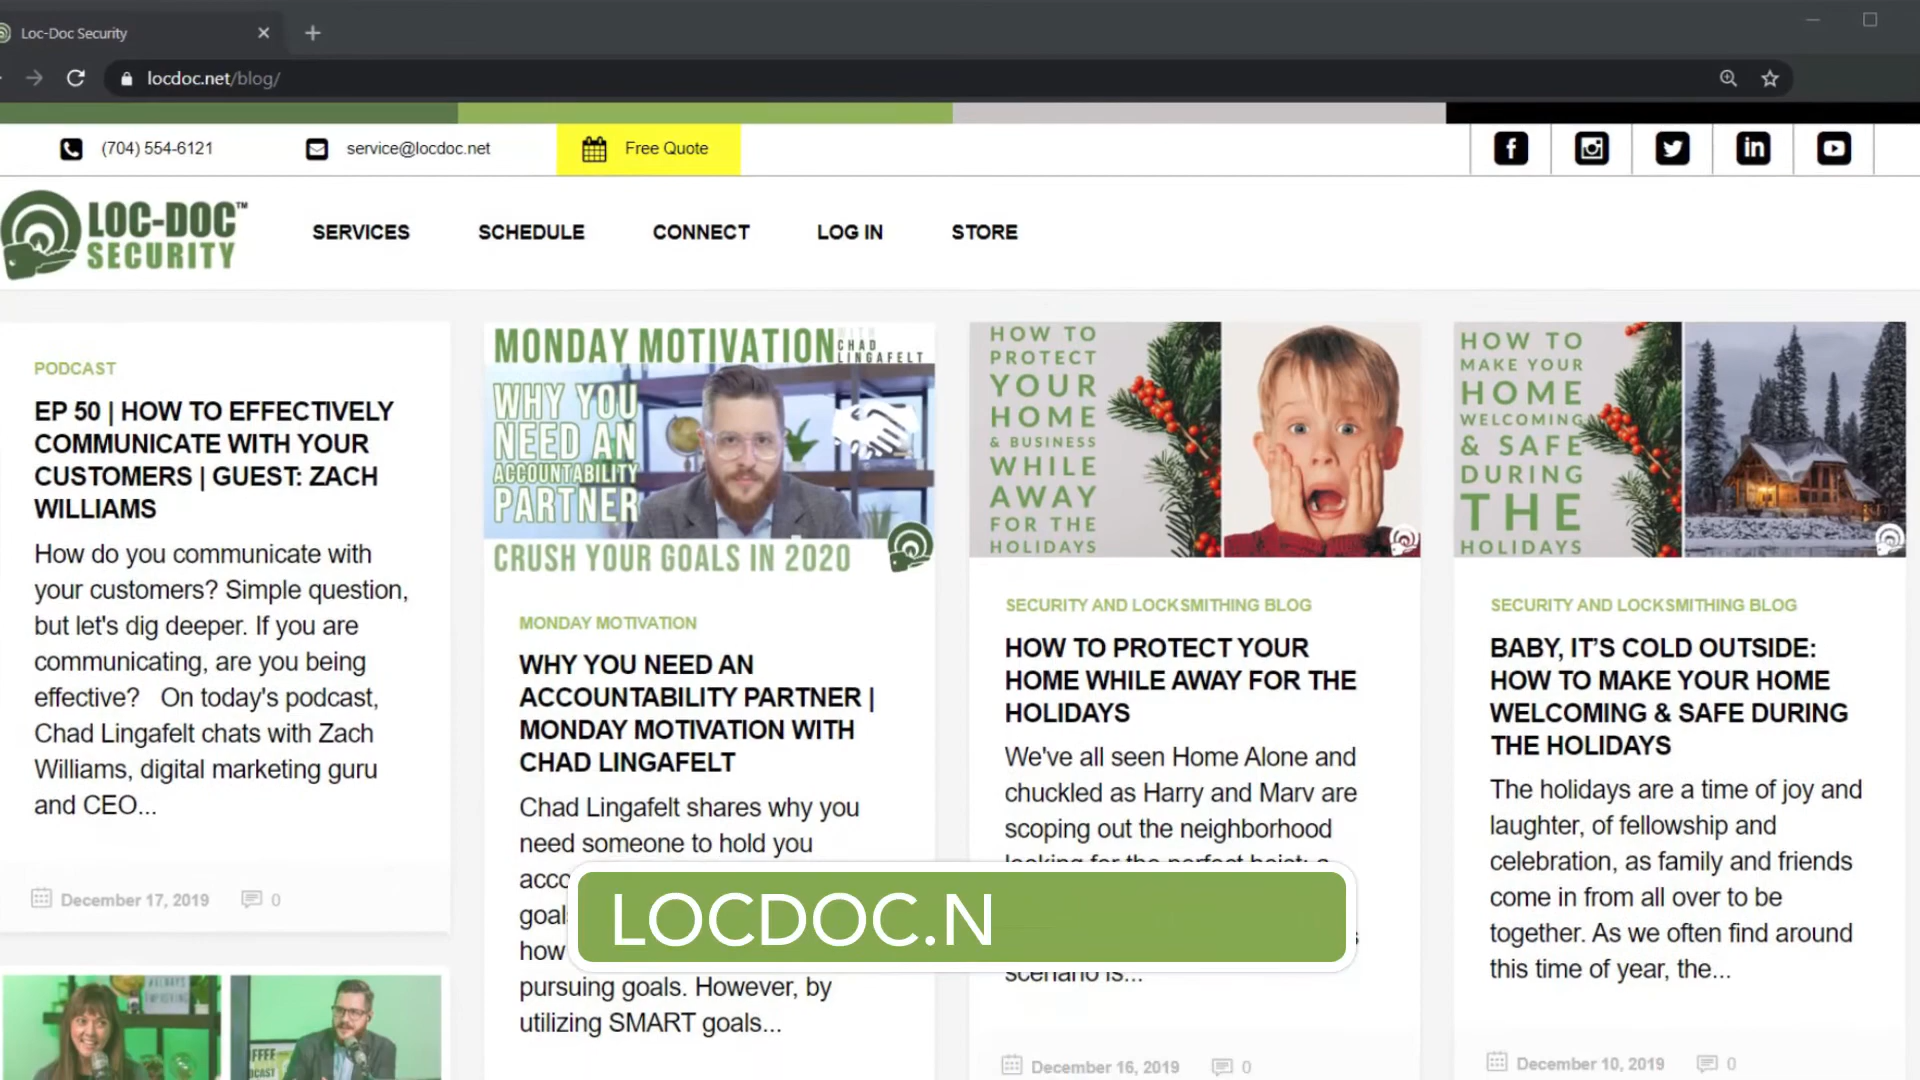 Loc-Doc Security
locdoc.net/blog/
(704) 554-6121
service@locdoc.net
Free Quote
LOC-DOC™
SECURITY
SERVICES
SCHEDULE
CONNECT
LOG IN
STORE
PODCAST
EP 50 | HOW TO EFFECTIVELY
COMMUNICATE WITH YOUR
CUSTOMERS | GUEST: ZACH
WILLIAMS
How do you communicate with
your customers? Simple question,
but let's dig deeper. If you are
communicating, are you being
effective?   On today's podcast,
Chad Lingafelt chats with Zach
Williams, digital marketing guru
and CEO...
December 17, 2019
0
MONDAY MOTIVATION
WITH
CHAD
LINGAFELT
WHY YOU
NEED AN
ACCOUNTABILITY
PARTNER
CRUSH YOUR GOALS IN 2020
MONDAY MOTIVATION
WHY YOU NEED AN
ACCOUNTABILITY PARTNER |
MONDAY MOTIVATION WITH
CHAD LINGAFELT
Chad Lingafelt shares why you
need someone to hold you
how
pursuing goals. However, by
utilizing SMART goals...
HOW TO
PROTECT
YOUR
HOME
& BUSINESS
WHILE
AWAY
FOR THE
HOLIDAYS
SECURITY AND LOCKSMITHING BLOG
HOW TO PROTECT YOUR
HOME WHILE AWAY FOR THE
HOLIDAYS
We've all seen Home Alone and
chuckled as Harry and Marv are
scoping out the neighborhood
looking for the perfect heist; a
scenario is...
December 16, 2019
0
HOW TO
MAKE YOUR
HOME
WELCOMING
& SAFE
DURING
THE
HOLIDAYS
SECURITY AND LOCKSMITHING BLOG
BABY, IT’S COLD OUTSIDE:
HOW TO MAKE YOUR HOME
WELCOMING & SAFE DURING
THE HOLIDAYS
The holidays are a time of joy and
laughter, of fellowship and
celebration, as family and friends
come in from all over to be
together. As we often find around
this time of year, the...
December 10, 2019
0
LOCDOC.N